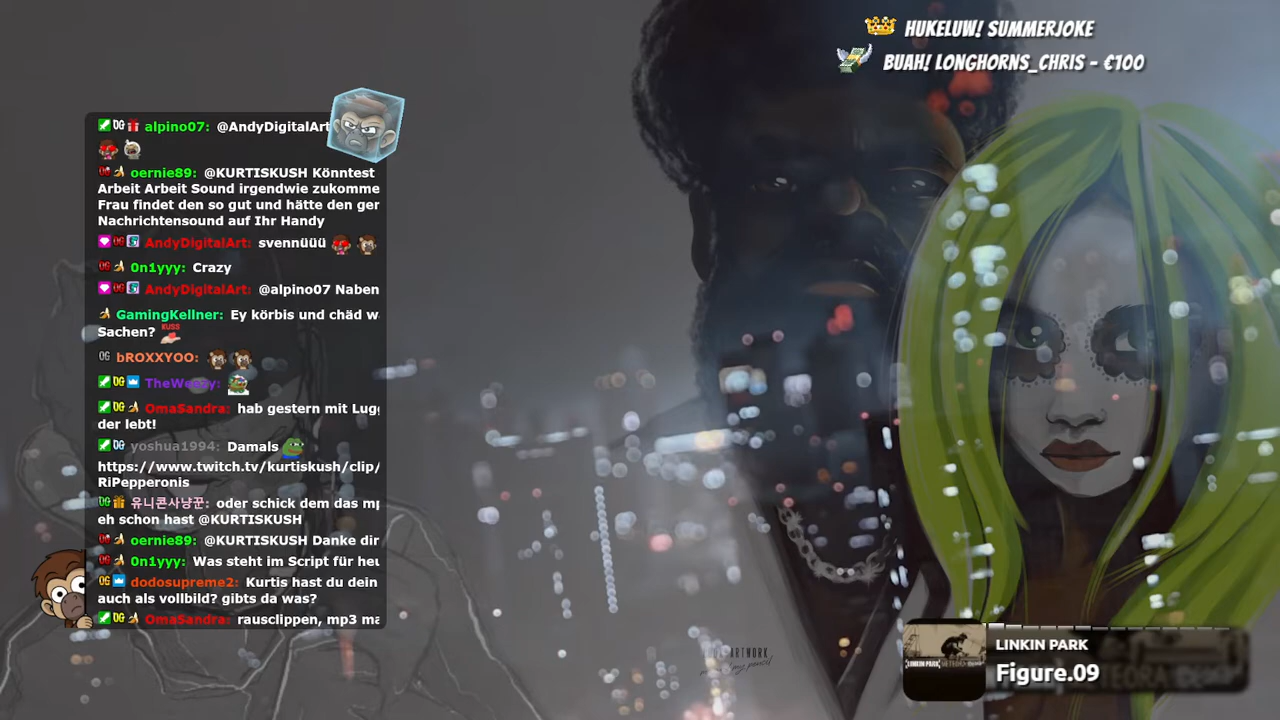 HUKELUW! SUMMERJOKE
BUAH! LONGHORNS_CHRIS - €100
alpino07: @AndyDigitalArt
oernie89: @KURTISKUSH Könntest
Arbeit Arbeit Sound irgendwie zukomme
Frau findet den so gut und hätte den ger
Nachrichtensound auf Ihr Handy
AndyDigitalArt: svennüüü
0n1yyy: Crazy
AndyDigitalArt: @alpino07 Naben
GamingKellner: Ey körbis und chäd w
Sachen? KUSS
bROXXYOO:
TheWeazy:
OmaSandra: hab gestern mit Lugg
der lebt!
yoshua1994: Damals
https://www.twitch.tv/kurtiskush/clip/
RiPepperonis
유니콘사냥꾼: oder schick dem das mp
eh schon hast @KURTISKUSH
oernie89: @KURTISKUSH Danke dir
0n1yyy: Was steht im Script für heu
dodosupreme2: Kurtis hast du dein
auch als vollbild? gibts da was?
OmaSandra: rausclippen, mp3 ma
ARTWORK
LINKIN PARK
Figure.09